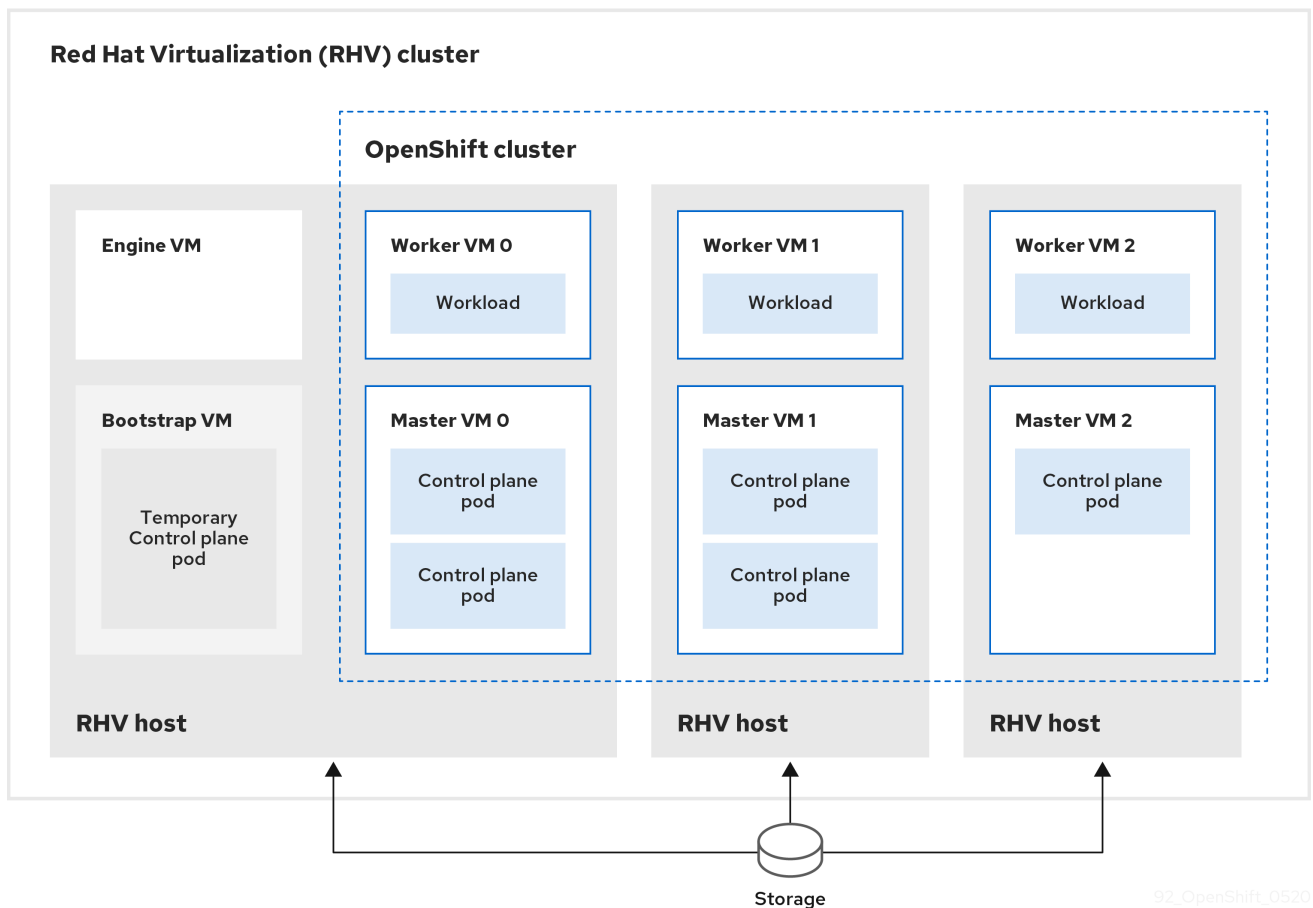 Red Hat Virtualization (RHV) cluster
OpenShift cluster
Engine VM
Bootstrap VM
Temporary
Control plane
pod
Worker VM 0
Workload
Master VM 0
Control plane
pod
Control plane
pod
RHV host
Worker VM 1
Workload
Master VM 1
Control plane
pod
Control plane
pod
RHV host
Worker VM 2
Workload
Master VM 2
Control plane
pod
RHV host
Storage
92_OpenShift_0520